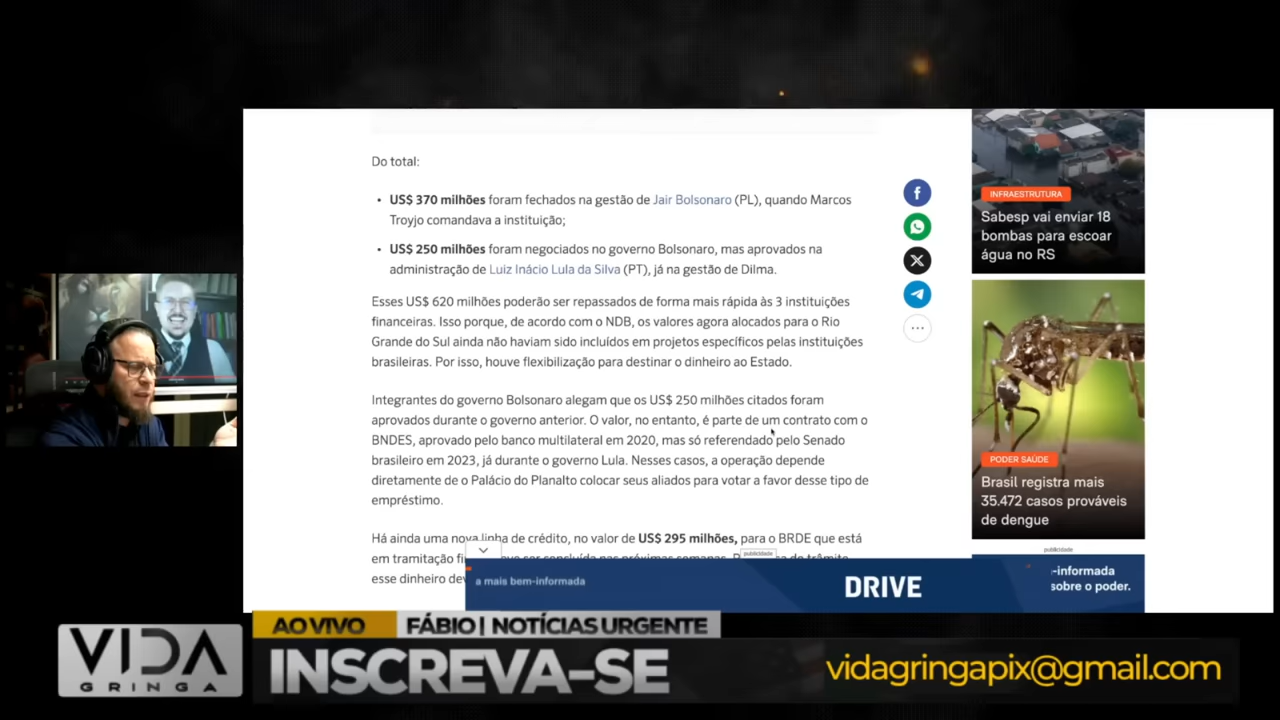 Do total:
• US$ 370 milhões foram fechados na gestão de Jair Bolsonaro (PL), quando Marcos
Troyjo comandava a instituição;
• US$ 250 milhões foram negociados no governo Bolsonaro, mas aprovados na
administração de Luiz Inácio Lula da Silva (PT), já na gestão de Dilma.
Esses US$ 620 milhões poderão ser repassados de forma mais rápida às 3 instituições
financeiras. Isso porque, de acordo com o NDB, os valores agora alocados para o Rio
Grande do Sul ainda não haviam sido incluídos em projetos específicos pelas instituições
brasileiras. Por isso, houve flexibilização para destinar o dinheiro ao Estado.
Integrantes do governo Bolsonaro alegam que os US$ 250 milhões citados foram
aprovados durante o governo anterior. O valor, no entanto, é parte de um contrato com o
BNDES, aprovado pelo banco multilateral em 2020, mas só referendado pelo Senado
brasileiro em 2023, já durante o governo Lula. Nesses casos, a operação depende
diretamente de o Palácio do Planalto colocar seus aliados para votar a favor desse tipo de
empréstimo.
Há ainda uma nova linha de crédito, no valor de US$ 295 milhões, para o BRDE que está
em tramitação
esse dinheiro
INFRAESTRUTURA
Sabesp vai enviar 18
bombas para escoar
água no RS
PODER SAÚDE
Brasil registra mais
35.472 casos prováveis
de dengue
publicidade
publicidade
a mais bem-informada
DRIVE
-informada
sobre o poder.
AO VIVO
FÁBIO | NOTÍCIAS URGENTE
VIDA
GRINGA
INSCREVA-SE
vidagringapix@gmail.com